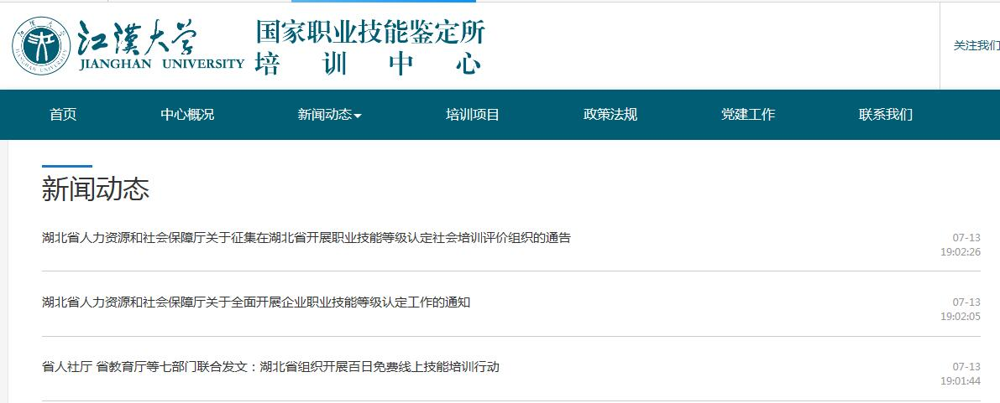 江漢大学
JIANGHAN UNIVERSITY
国家职业技能鉴定所
培训中心
关注我们
首页 中心概况 新闻动态 培训项目 政策法规 党建工作 联系我们
新闻动态
湖北省人力资源和社会保障厅关于征集在湖北省开展职业技能等级认定社会培训评价组织的通告
07-13
19:02:26
湖北省人力资源和社会保障厅关于全面开展企业职业技能等级认定工作的通知
07-13
19:02:05
省人社厅 省教育厅等七部门联合发文：湖北省组织开展百日免费线上技能培训行动
07-13
19:01:44